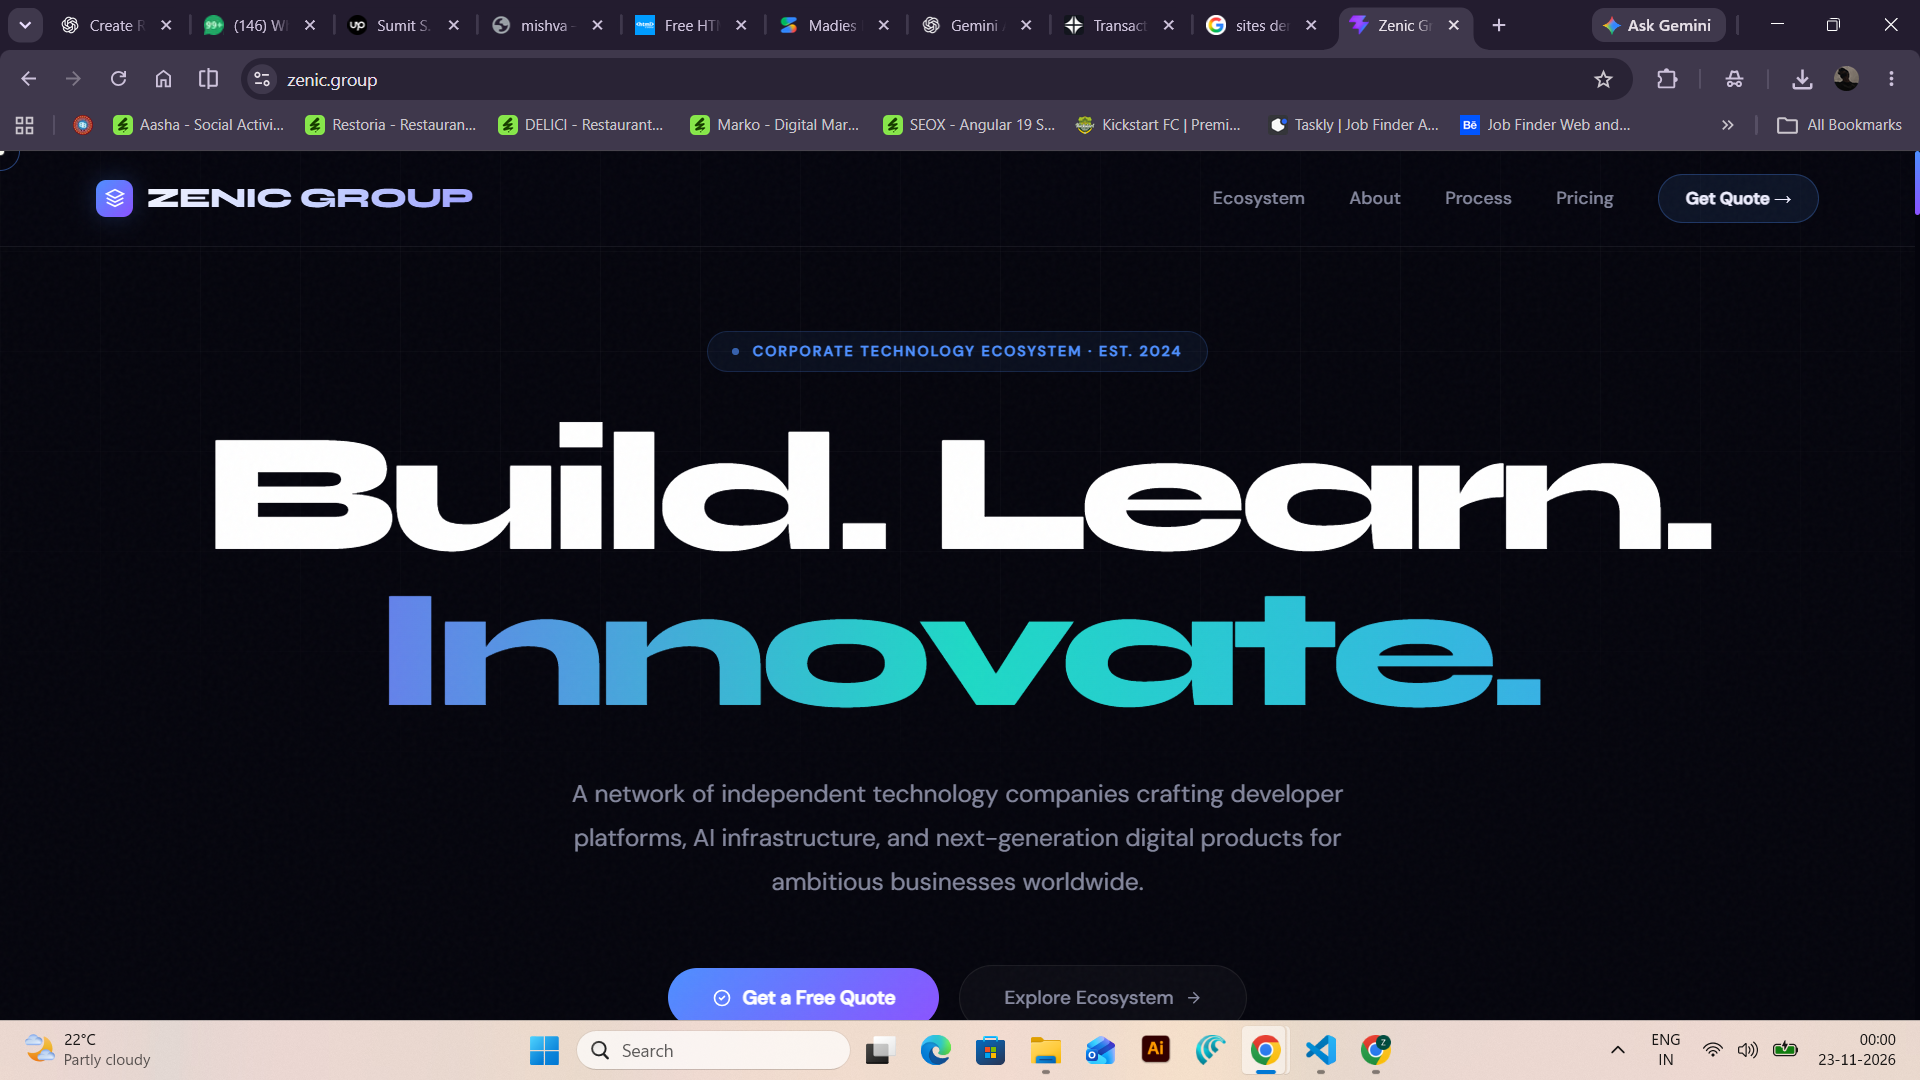 Create R
(146) W
Sumit S.
mishva -
Free HT
Madies
Gemini
Transact
sites de
Zenic G
Ask Gemini
zenic.group
Aasha - Social Activi...
Restoria - Restauran...
DELICI - Restaurant...
Marko - Digital Mar...
SEOX - Angular 19 S...
Kickstart FC | Premi...
Taskly | Job Finder A...
Job Finder Web and...
All Bookmarks
ZENIC GROUP
Ecosystem
About
Process
Pricing
Get Quote →
CORPORATE TECHNOLOGY ECOSYSTEM · EST. 2024
Build. Learn.
Innovate.
A network of independent technology companies crafting developer
platforms, AI infrastructure, and next-generation digital products for
ambitious businesses worldwide.
Get a Free Quote
Explore Ecosystem →
22°C
Partly cloudy
Search
ENG
IN
00:00
23-11-2026